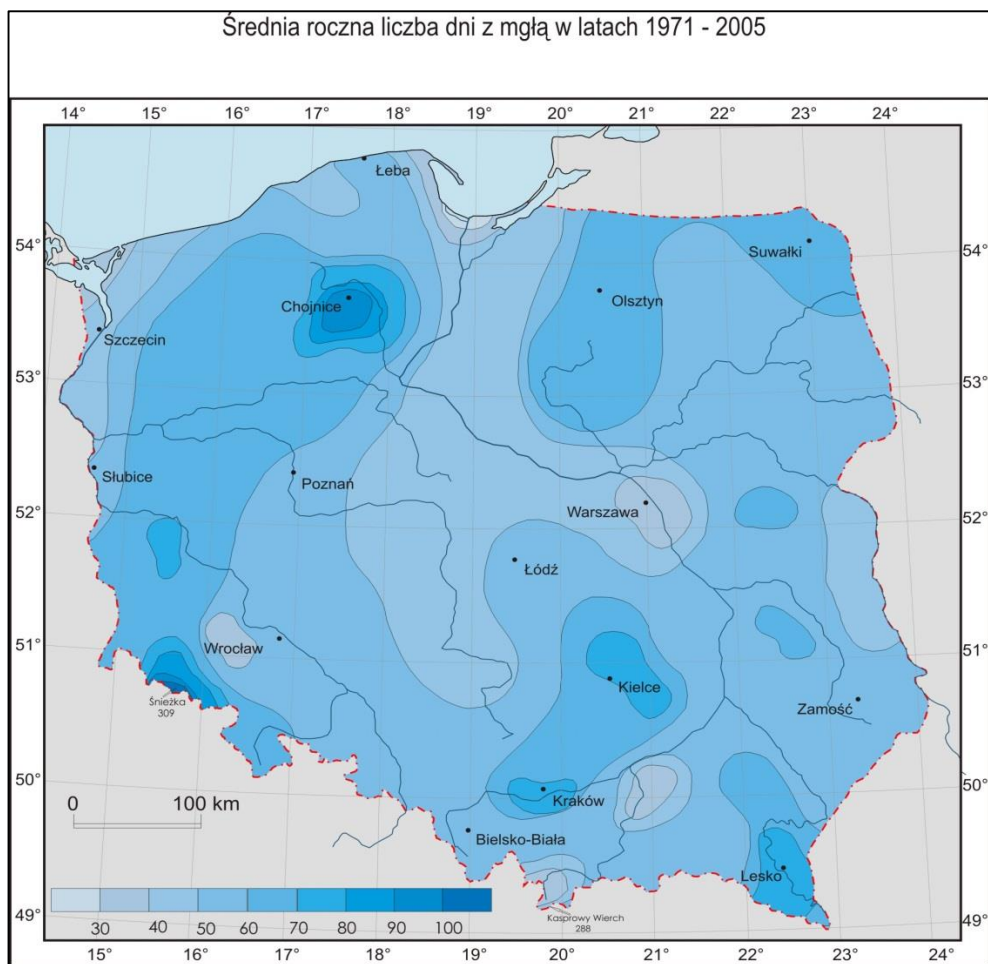 Średnia roczna liczba dni z mgłą w latach 1971 - 2005
14° 15° 16° 17° 18° 19° 20° 21° 22° 23° 24°
Łeba
54° 54°
Suwałki
Chojnice
Olsztyn
Szczecin
53° 53°
Słubice
Poznań
Warszawa
52° 52°
Łódź
Wrocław
51° 51°
Kielce
Śnieżka
309
Zamość
50° 50°
0 100 km
Kraków
Bielsko-Biała
Lesko
30 40 50 60 70 80 90 100
Kasprowy Wierch
288
49° 49°
15° 16° 17° 18° 19° 20° 21° 22° 23° 24°